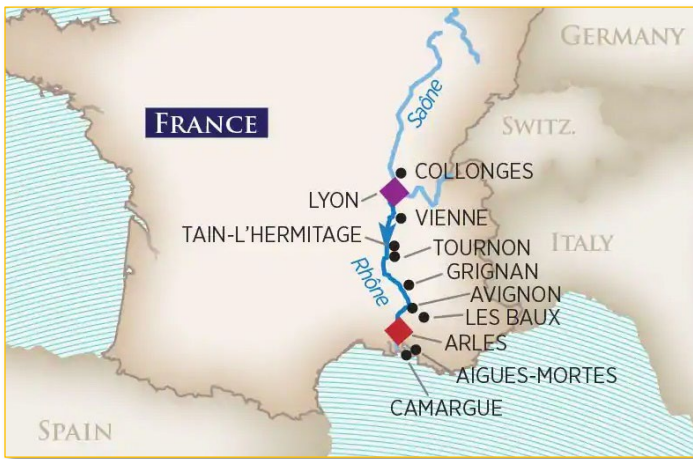 GERMANY
FRANCE
Saône
SWITZ.
COLLONGES
LYON
VIENNE
TAIN-L'HERMITAGE
TOURNON
ITALY
Rhône
GRIGNAN
AVIGNON
LES BAUX
ARLES
AIGUES-MORTES
CAMARGUE
SPAIN